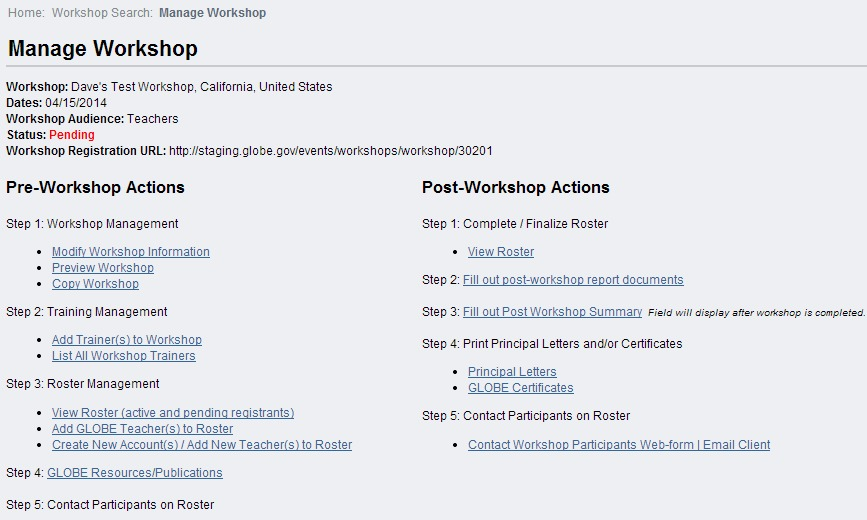 Home: Workshop Search: Manage Workshop
Manage Workshop
Workshop: Dave's Test Workshop, California, United States
Dates: 04/15/2014
Workshop Audience: Teachers
Status: Pending
Workshop Registration URL: http://staging.globe.gov/events/workshops/workshop/30201
Pre-Workshop Actions
Step 1: Workshop Management
Modify Workshop Information
Preview Workshop
Copy Workshop
Step 2: Training Management
Add Trainer(s) to Workshop
List All Workshop Trainers
Step 3: Roster Management
View Roster (active and pending registrants)
Add GLOBE Teacher(s) to Roster
Create New Account(s) / Add New Teacher(s) to Roster
Step 4: GLOBE Resources/Publications
Step 5: Contact Participants on Roster
Post-Workshop Actions
Step 1: Complete / Finalize Roster
View Roster
Step 2: Fill out post-workshop report documents
Step 3: Fill out Post Workshop Summary Field will display after workshop is completed.
Step 4: Print Principal Letters and/or Certificates
Principal Letters
GLOBE Certificates
Step 5: Contact Participants on Roster
Contact Workshop Participants Web-form | Email Client